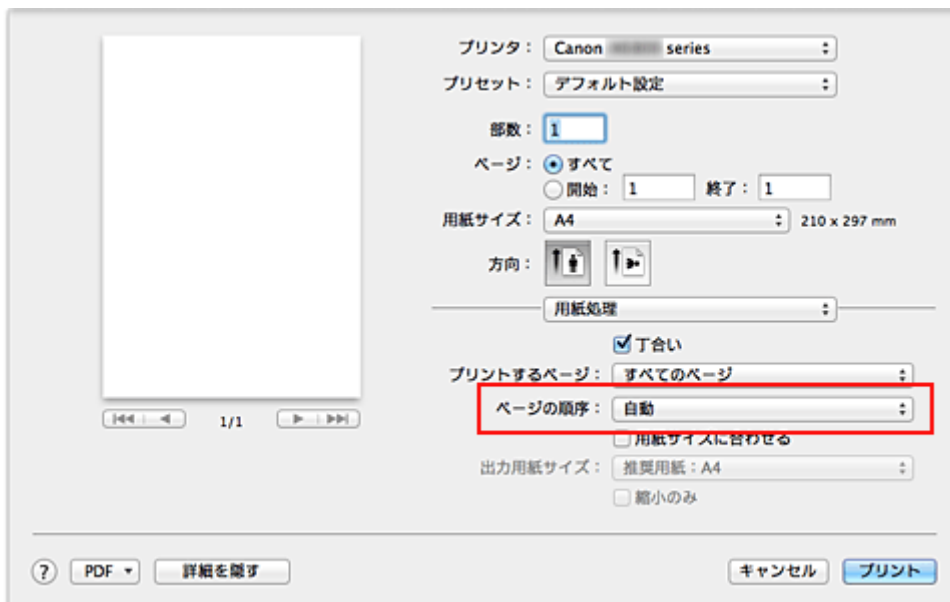 プリンタ： Canon series
プリセット： デフォルト設定
部数： 1
ページ： すべて
開始： 1 終了： 1
用紙サイズ： A4 210 x 297 mm
方向：
用紙処理
丁合い
プリントするページ： すべてのページ
ページの順序： 自動
用紙サイズに合わせる
出力用紙サイズ： 推奨用紙：A4
縮小のみ
1/1
? PDF 詳細を隠す キャンセル プリント